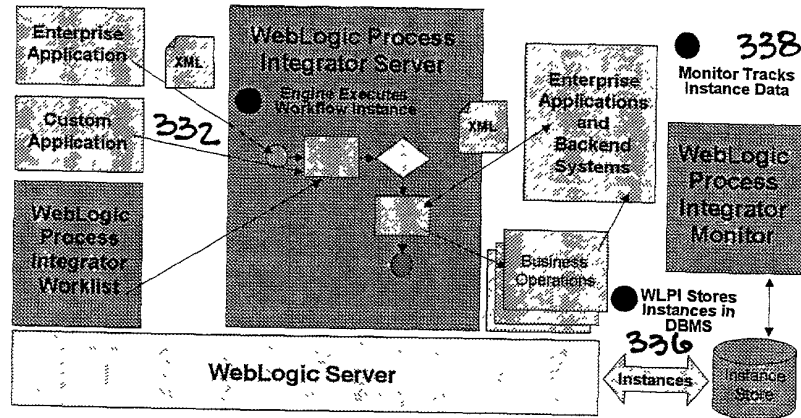 Enterprise
Application
XML
Custom
Application
332
WebLogic
Process
Integrator
Worklist
WebLogic Process
Integrator Server
Engine Executes
Workflow Instance
XML
Enterprise
Applications
and
Backend
Systems
Business
Operations
338
Monitor Tracks
Instance Data
WebLogic
Process
Integrator
Monitor
WLPI Stores
Instances in
DBMS
336
WebLogic Server
Instances
Instance
Store